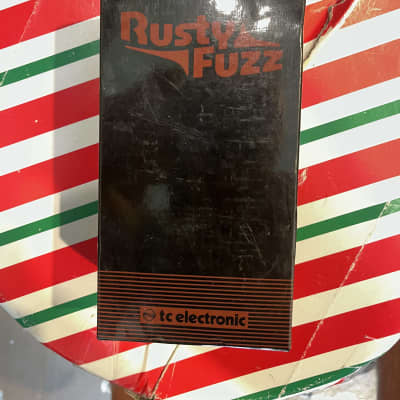 Rusty
Fuzz
tc electronic